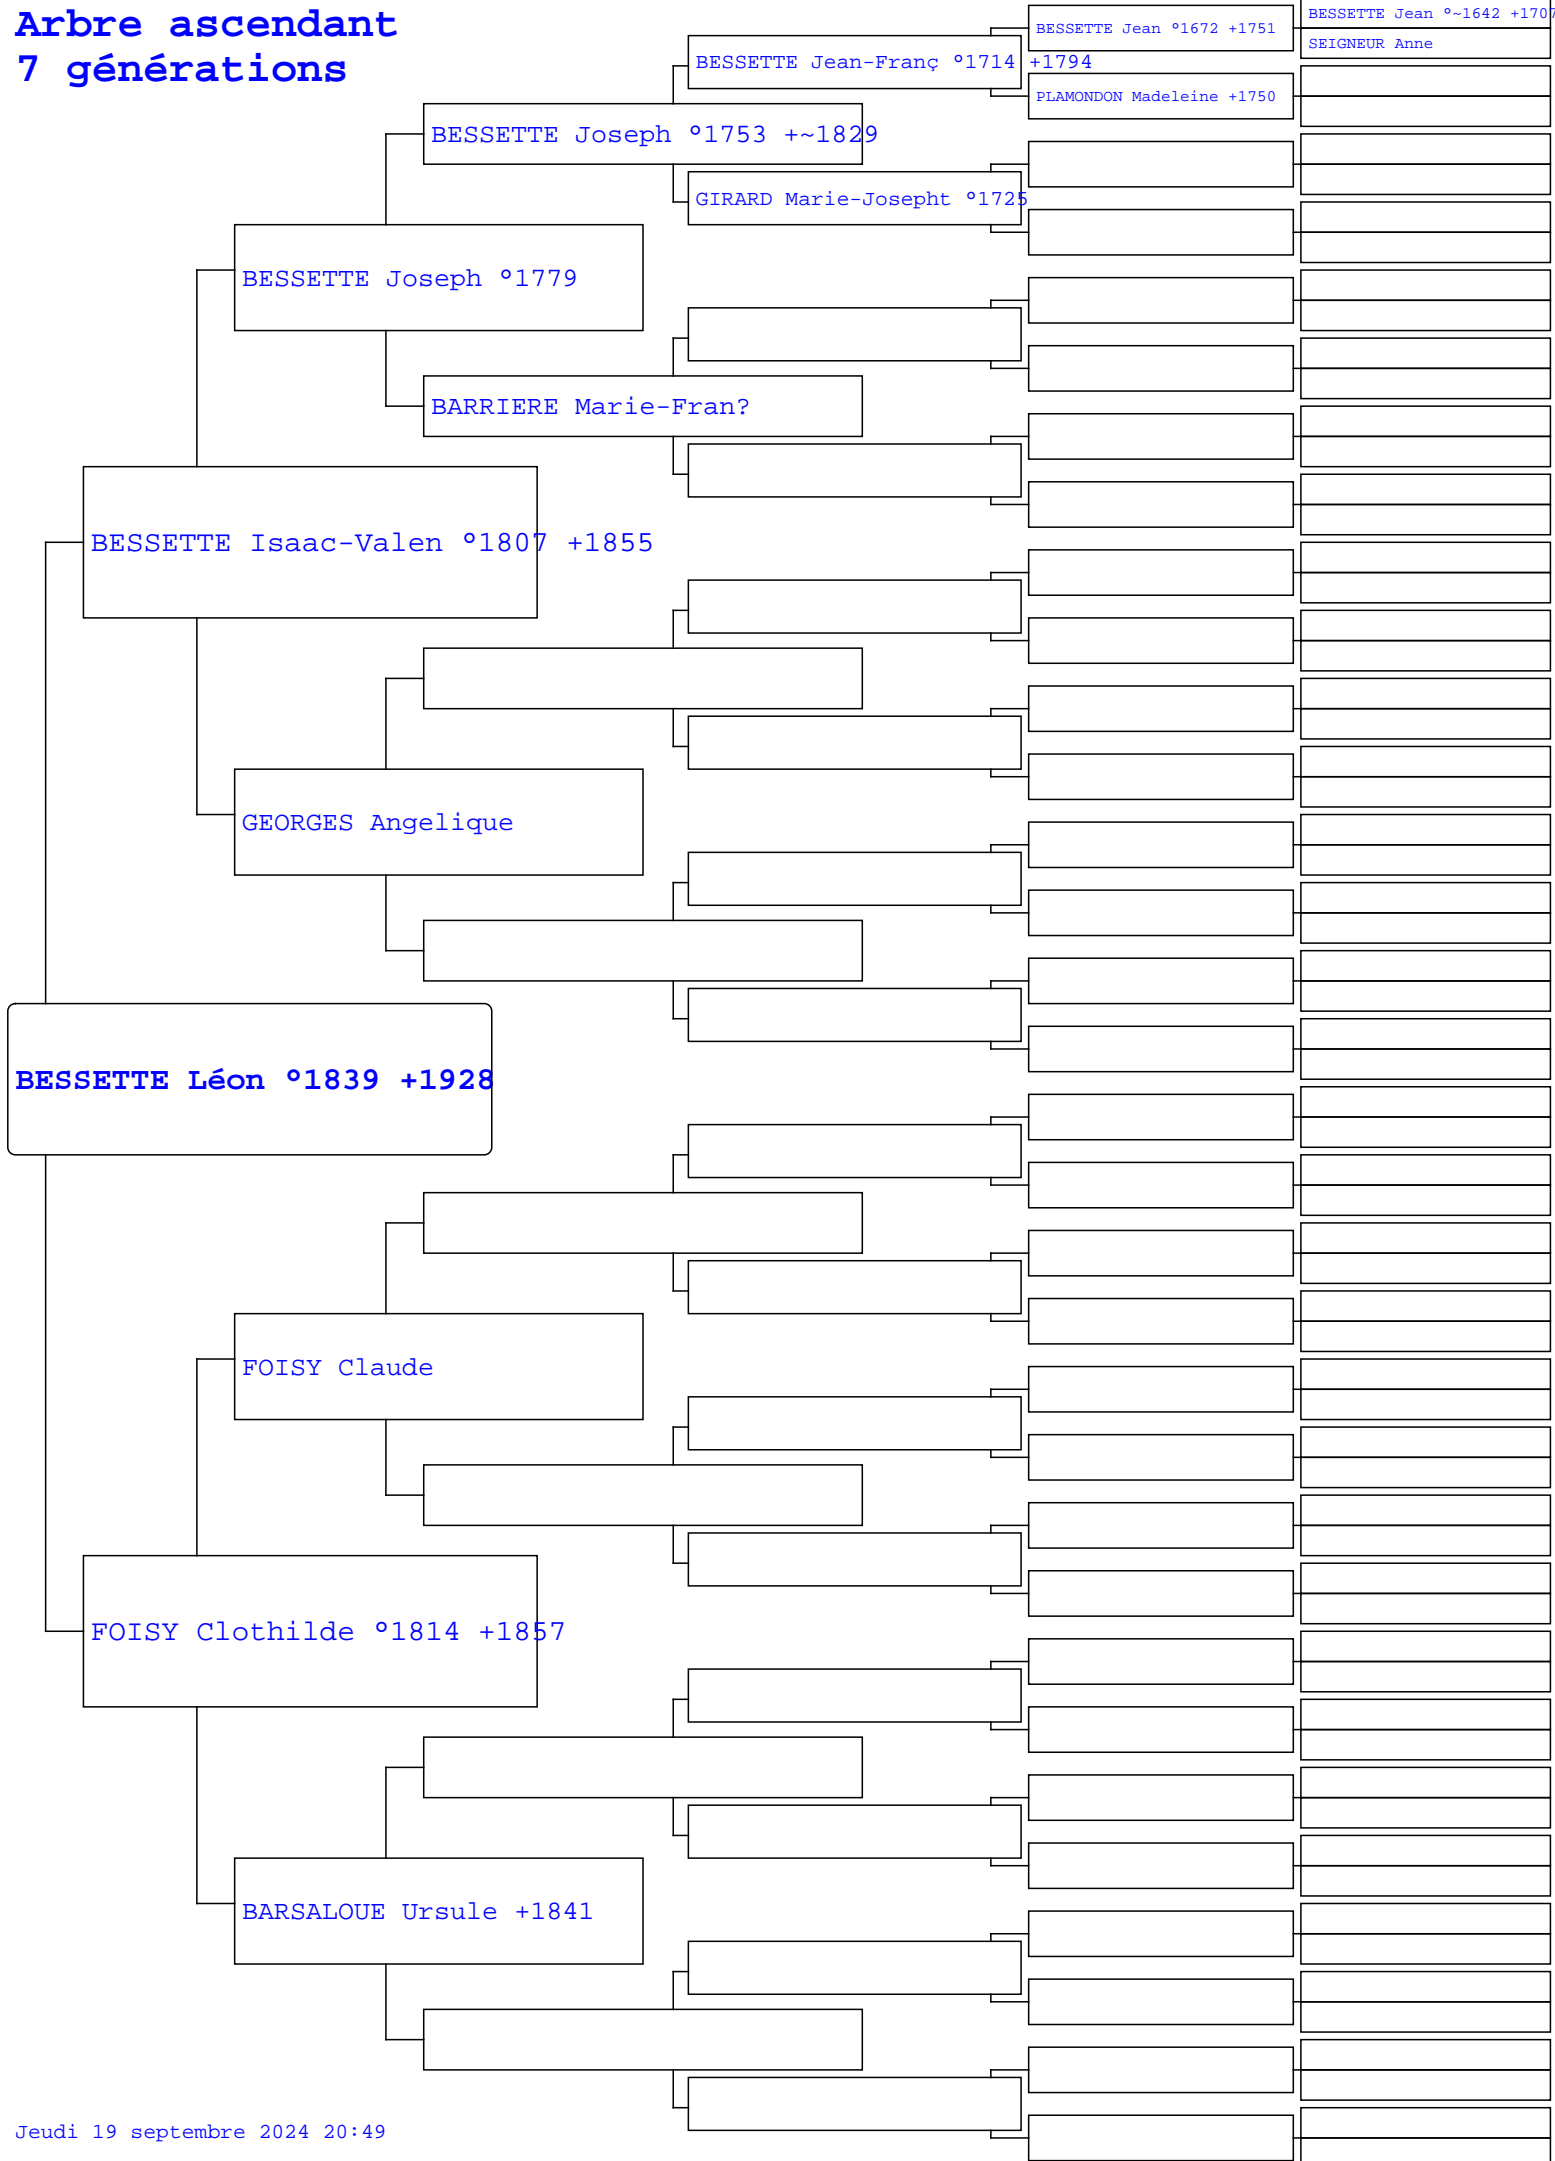 Arbre ascendant
7 générations
BESSETTE Jean °~1642 +1707
SEIGNEUR Anne
BESSETTE Jean °1672 +1751
BESSETTE Jean-Franç °1714 +1794
PLAMONDON Madeleine +1750
BESSETTE Joseph °1753 +~1829
GIRARD Marie-Josepht °1725
BESSETTE Joseph °1779
BARRIERE Marie-Fran?
BESSETTE Isaac-Valen °1807 +1855
GEORGES Angelique
BESSETTE Léon °1839 +1928
FOISY Claude
FOISY Clothilde °1814 +1857
BARSALOUE Ursule +1841
Jeudi 19 septembre 2024 20:49